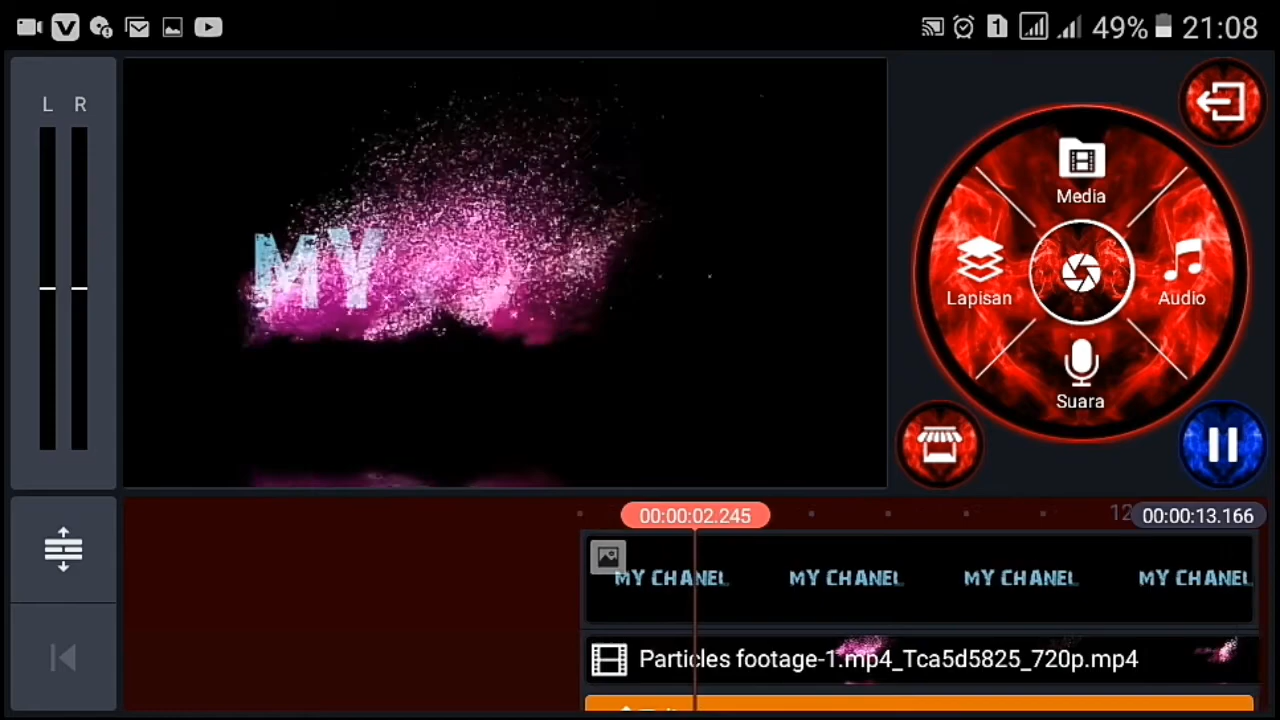 49% 21:08
L R
MY
Media
Lapisan
Audio
Suara
00:00:02.245
12
00:00:13.166
MY CHANEL MY CHANEL MY CHANEL MY CHANEL
Particles footage-1.mp4_Tca5d5825_720p.mp4